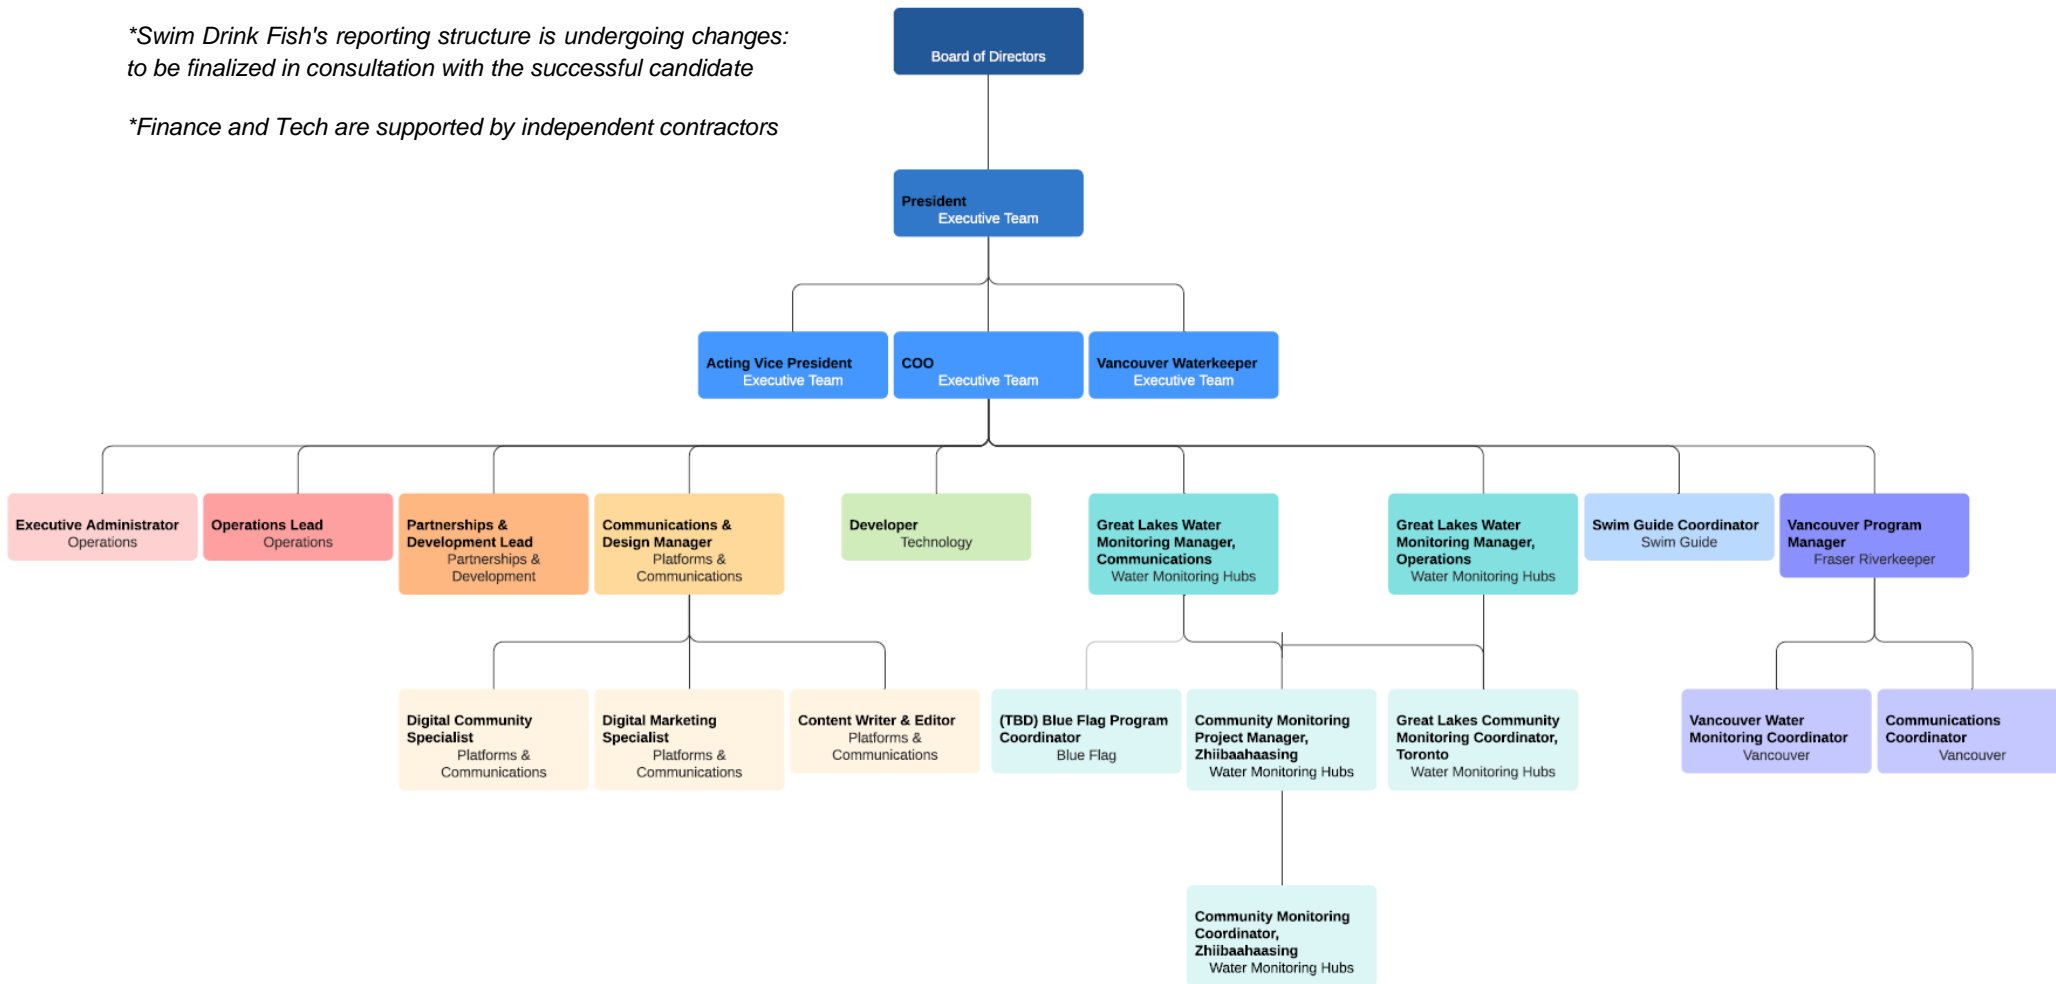 *Swim Drink Fish's reporting structure is undergoing changes:
to be finalized in consultation with the successful candidate
*Finance and Tech are supported by independent contractors
Board of Directors
President
Executive Team
Acting Vice President
Executive Team
COO
Executive Team
Vancouver Waterkeeper
Executive Team
Executive Administrator
Operations
Operations Lead
Operations
Partnerships &
Development Lead
Partnerships &
Development
Communications &
Design Manager
Platforms &
Communications
Developer
Technology
Great Lakes Water
Monitoring Manager,
Communications
Water Monitoring Hubs
Great Lakes Water
Monitoring Manager,
Operations
Water Monitoring Hubs
Swim Guide Coordinator
Swim Guide
Vancouver Program
Manager
Fraser Riverkeeper
Digital Community
Specialist
Platforms &
Communications
Digital Marketing
Specialist
Platforms &
Communications
Content Writer & Editor
Platforms &
Communications
(TBD) Blue Flag Program
Coordinator
Blue Flag
Community Monitoring
Project Manager,
Zhiibaahaasing
Water Monitoring Hubs
Great Lakes Community
Monitoring Coordinator,
Toronto
Water Monitoring Hubs
Vancouver Water
Monitoring Coordinator
Vancouver
Communications
Coordinator
Vancouver
Community Monitoring
Coordinator,
Zhiibaahaasing
Water Monitoring Hubs